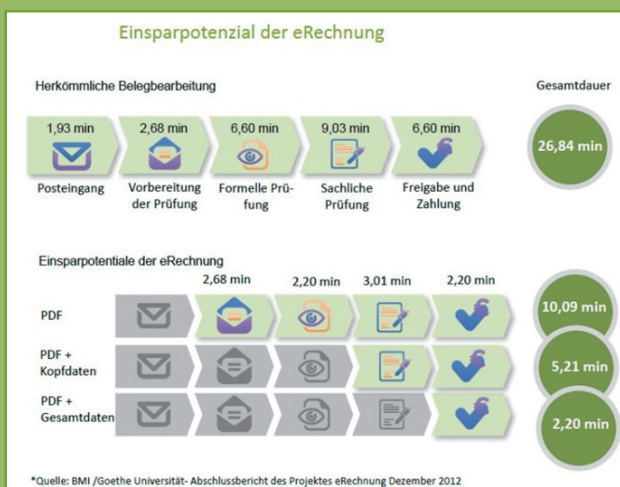 Einsparpotenzial der eRechnung
Herkömmliche Belegbearbeitung
Gesamtdauer
1,93 min
2,68 min
6,60 min
9,03 min
6,60 min
26,84 min
Posteingang
Vorbereitung
der Prüfung
Formelle Prü-
fung
Sachliche
Prüfung
Freigabe und
Zahlung
Einsparpotentiale der eRechnung
2,68 min
2,20 min
3,01 min
2,20 min
PDF
10,09 min
PDF +
Kopfdaten
5,21 min
PDF +
Gesamtdaten
2,20 min
*Quelle: BMI /Goethe Universität- Abschlussbericht des Projektes eRechnung Dezember 2012